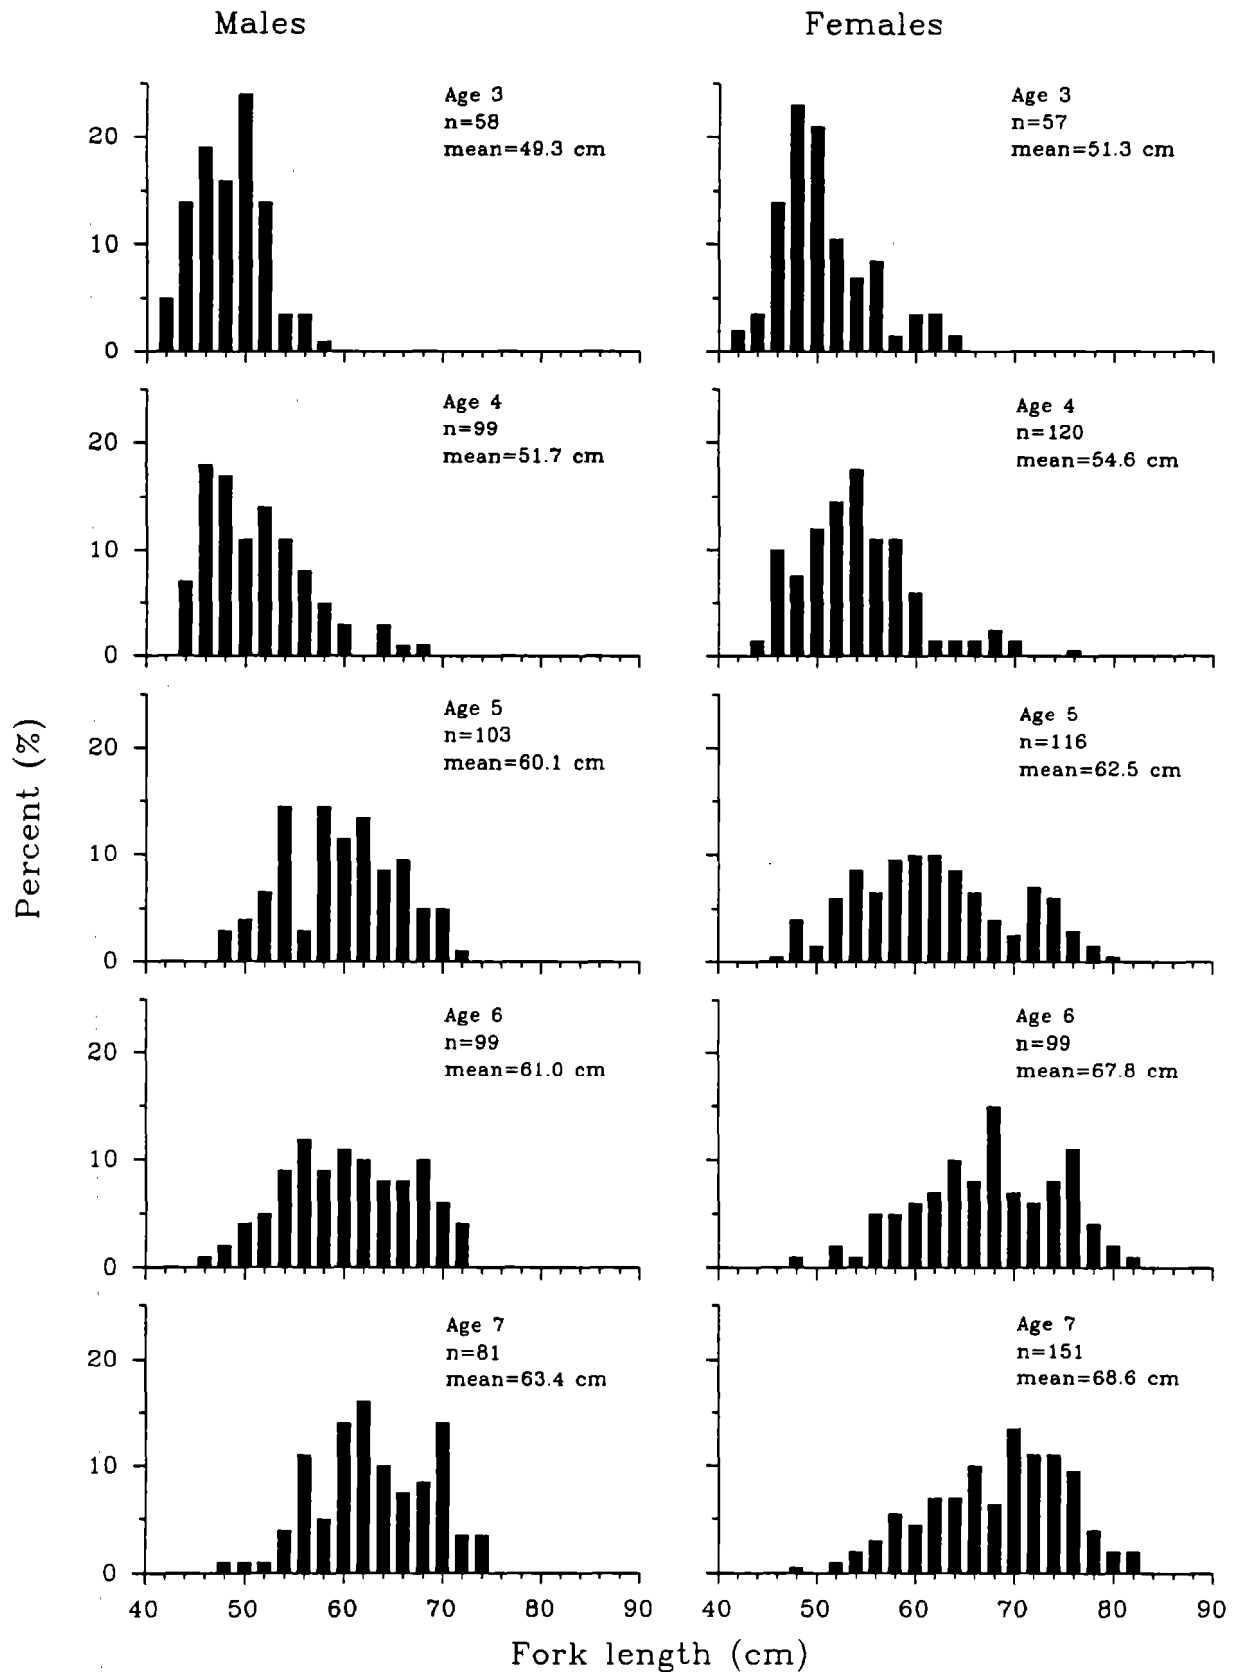 Males Females
Age 3
n=58
mean=49.3 cm
Age 3
n=57
mean=51.3 cm
20
10
0
Age 4
n=99
mean=51.7 cm
Age 4
n=120
mean=54.6 cm
20
10
0
Age 5
n=103
mean=60.1 cm
Age 5
n=116
mean=62.5 cm
20
10
0
Age 6
n=99
mean=61.0 cm
Age 6
n=99
mean=67.8 cm
20
10
0
Age 7
n=81
mean=63.4 cm
Age 7
n=151
mean=68.6 cm
20
10
0
Percent (%)
40 50 60 70 80 90 40 50 60 70 80 90
Fork length (cm)